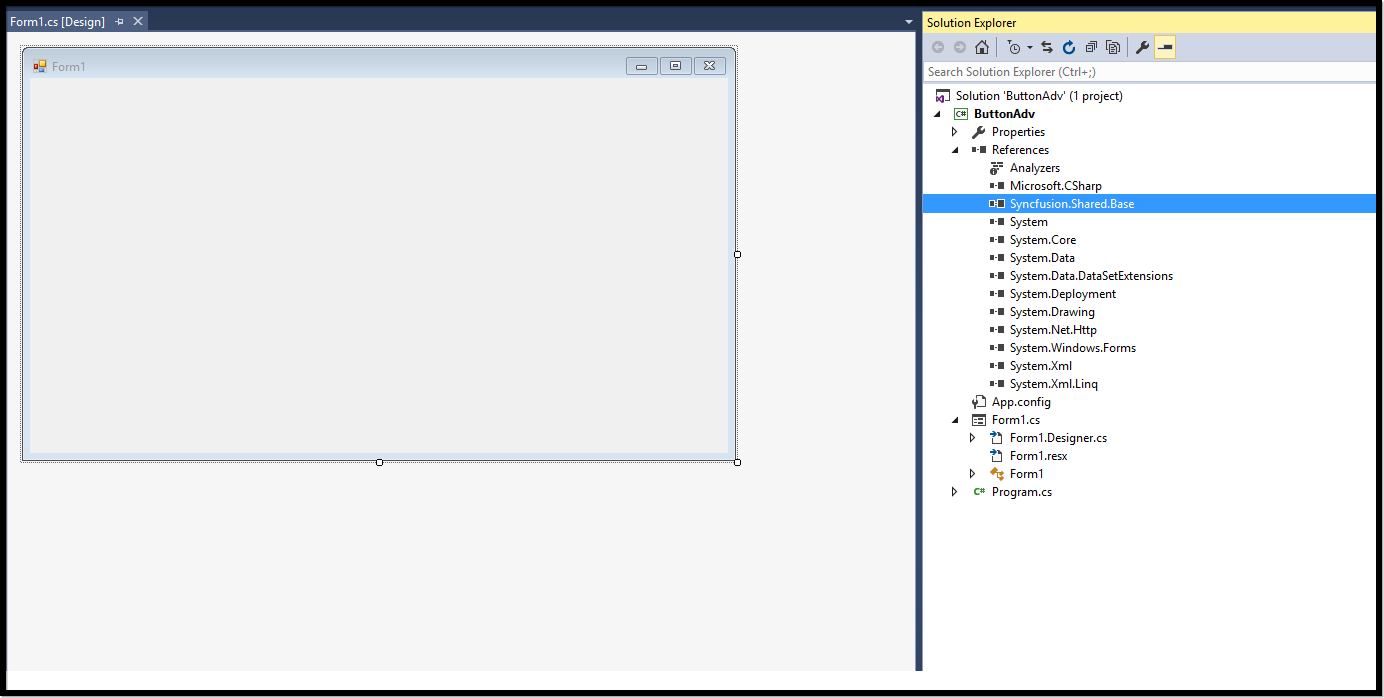 Form1.cs [Design]
Form1
Solution Explorer
Search Solution Explorer (Ctrl+;)
Solution 'ButtonAdv' (1 project)
C# ButtonAdv
Properties
References
Analyzers
Microsoft.CSharp
Syncfusion.Shared.Base
System
System.Core
System.Data
System.Data.DataSetExtensions
System.Deployment
System.Drawing
System.Net.Http
System.Windows.Forms
System.Xml
System.Xml.Linq
App.config
Form1.cs
Form1.Designer.cs
Form1.resx
Form1
C# Program.cs